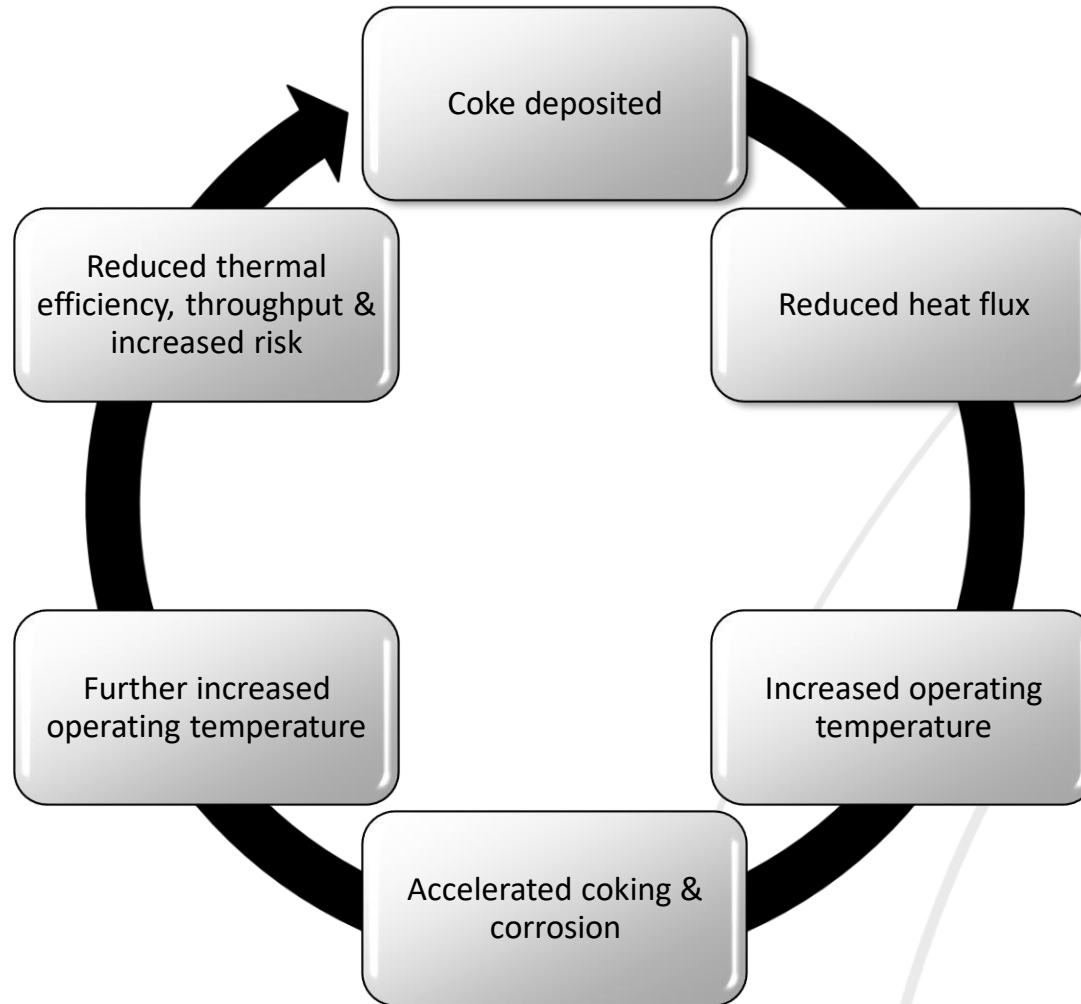 Coke deposited
Reduced heat flux
Increased operating
temperature
Accelerated coking &
corrosion
Further increased
operating temperature
Reduced thermal
efficiency, throughput &
increased risk